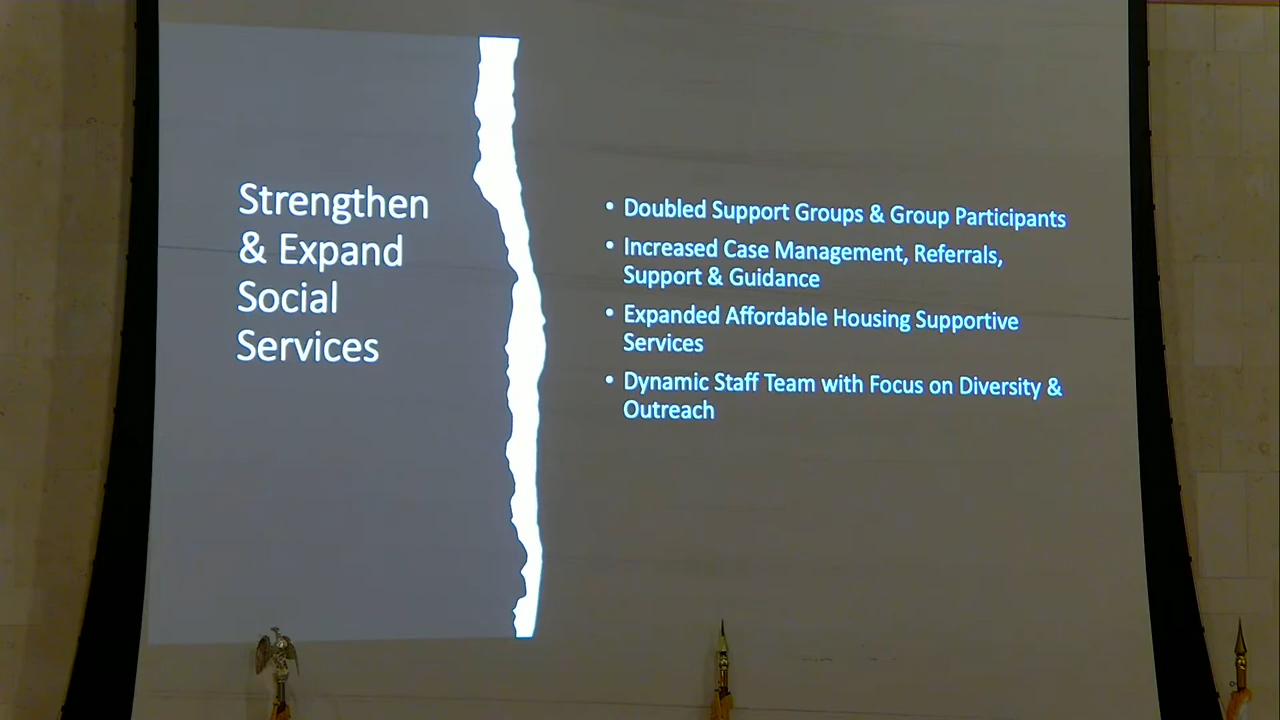 Strengthen
& Expand
Social
Services
• Doubled Support Groups & Group Participants
• Increased Case Management, Referrals,
Support & Guidance
• Expanded Affordable Housing Supportive
Services
• Dynamic Staff Team with Focus on Diversity &
Outreach